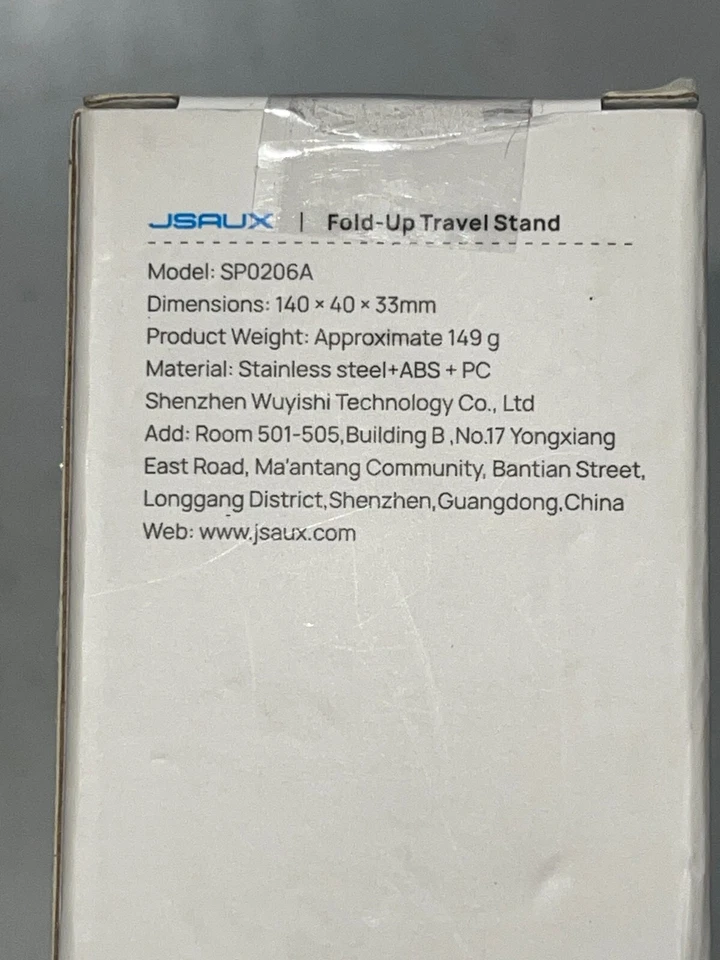 JSAUX | Fold-Up Travel Stand
Model: SP0206A
Dimensions: 140 × 40 × 33mm
Product Weight: Approximate 149 g
Material: Stainless steel+ABS + PC
Shenzhen Wuyishi Technology Co., Ltd
Add: Room 501-505,Building B ,No.17 Yongxiang
East Road, Ma'antang Community, Bantian Street,
Longgang District,Shenzhen,Guangdong,China
Web: www.jsaux.com